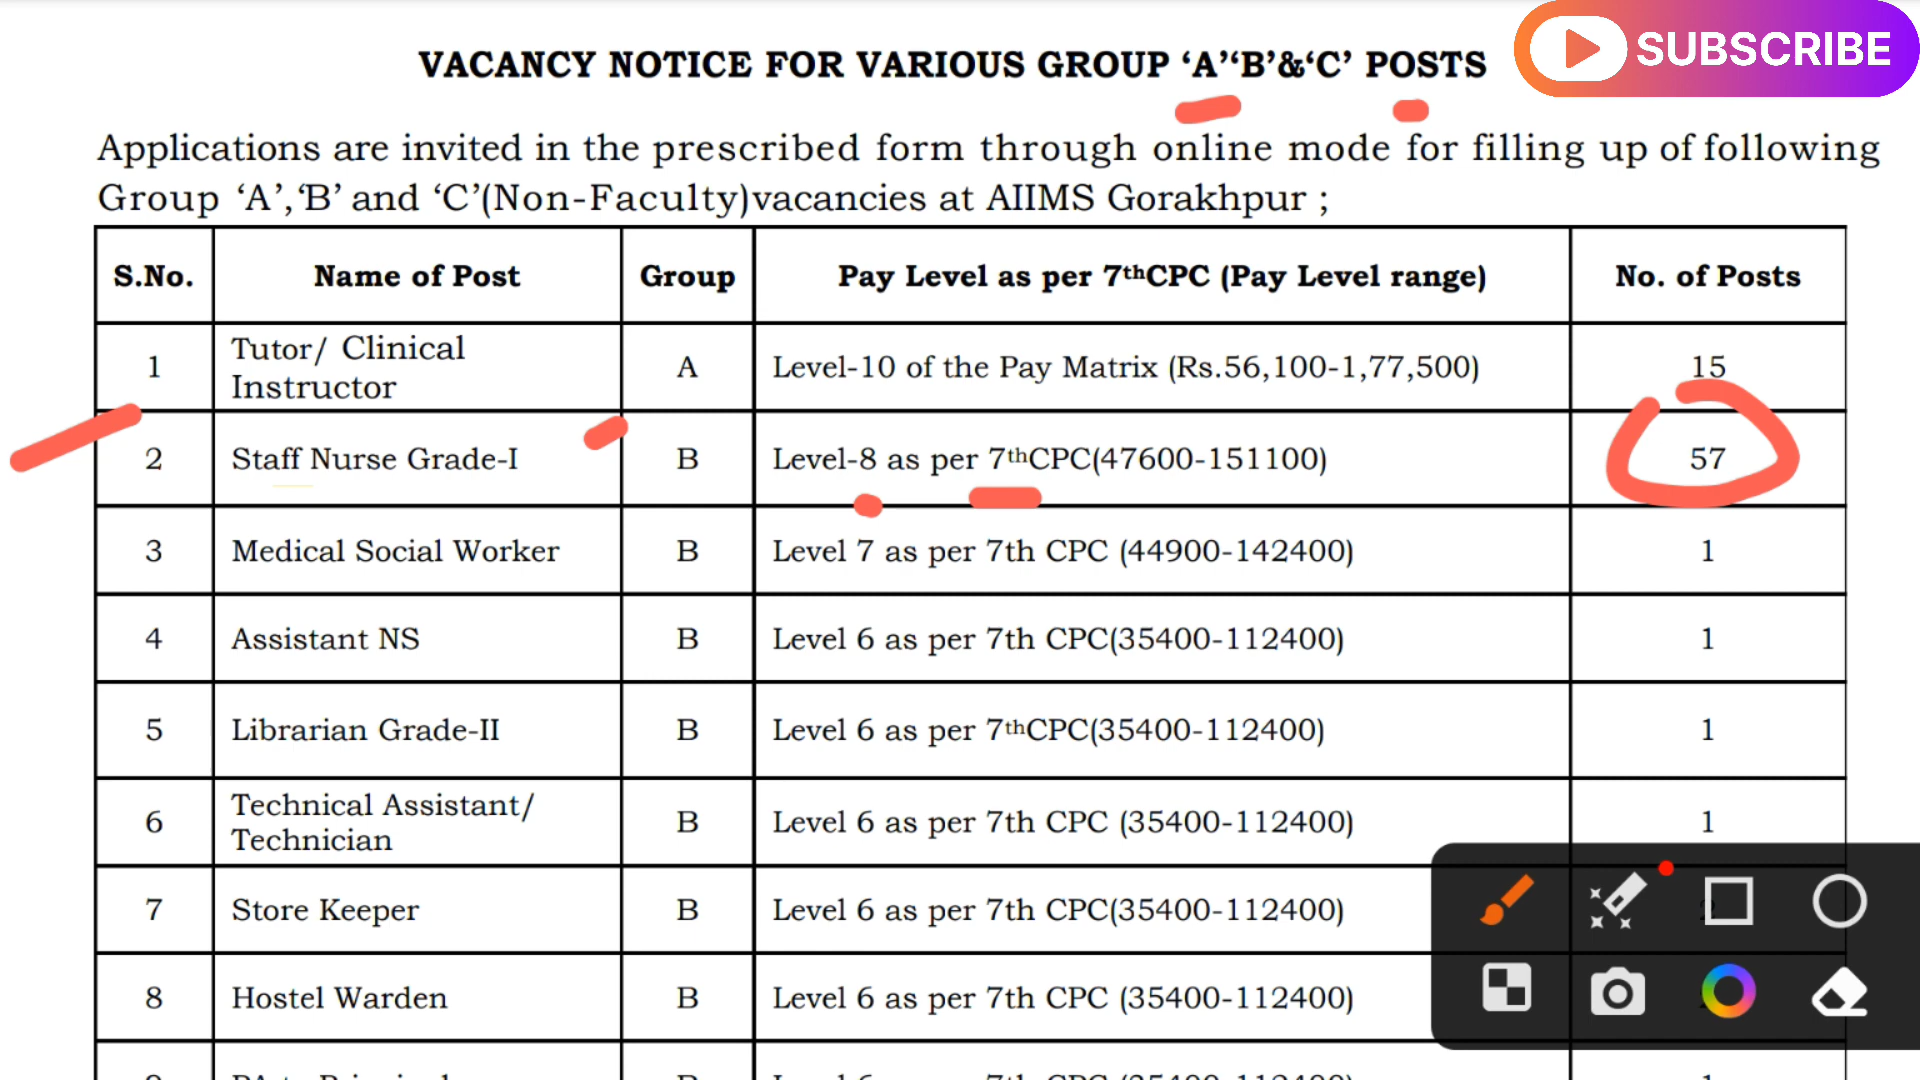 SUBSCRIBE
VACANCY NOTICE FOR VARIOUS GROUP ‘A’‘B’&‘C’ POSTS
Applications are invited in the prescribed form through online mode for filling up of following
Group ‘A’,‘B’ and ‘C’(Non-Faculty)vacancies at AIIMS Gorakhpur ;
S.No. Name of Post Group Pay Level as per 7thCPC (Pay Level range) No. of Posts
1 Tutor/ Clinical Instructor A Level-10 of the Pay Matrix (Rs.56,100-1,77,500) 15
2 Staff Nurse Grade-I B Level-8 as per 7thCPC(47600-151100) 57
3 Medical Social Worker B Level 7 as per 7th CPC (44900-142400) 1
4 Assistant NS B Level 6 as per 7th CPC(35400-112400) 1
5 Librarian Grade-II B Level 6 as per 7thCPC(35400-112400) 1
6 Technical Assistant/ Technician B Level 6 as per 7th CPC (35400-112400) 1
7 Store Keeper B Level 6 as per 7th CPC(35400-112400)
8 Hostel Warden B Level 6 as per 7th CPC (35400-112400)